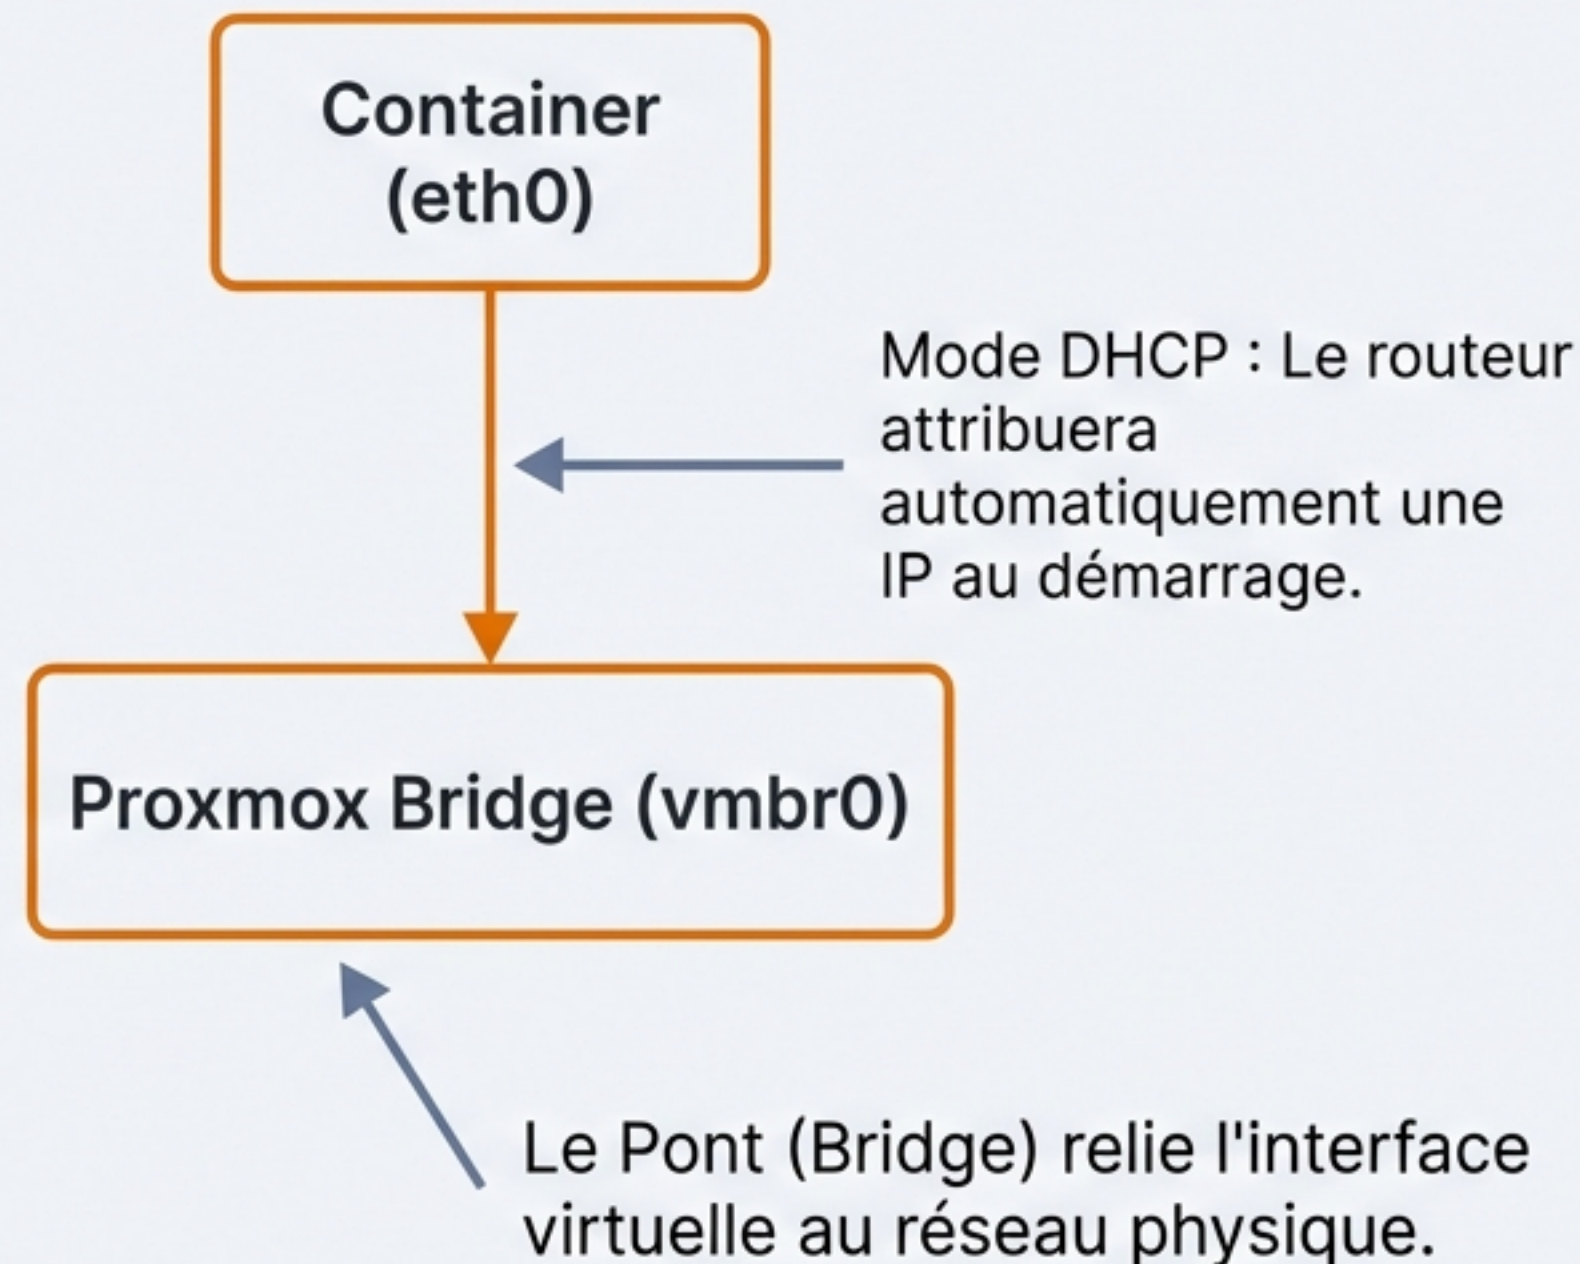 Container
(eth0)
Mode DHCP : Le routeur
attribuera
automatiquement une
IP au démarrage.
Proxmox Bridge (vmbr0)
Le Pont (Bridge) relie l'interface
virtuelle au réseau physique.